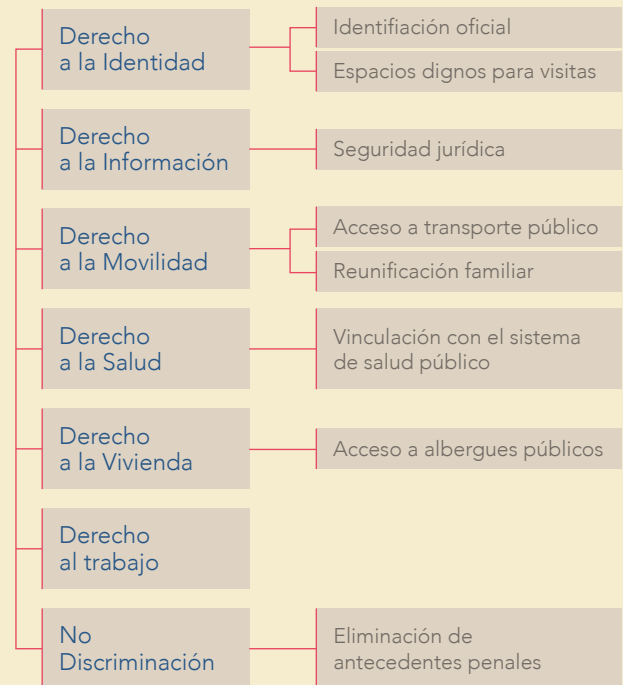 Derecho
a la Identidad
Identifiación oficial
Espacios dignos para visitas
Derecho
a la Información
Seguridad jurídica
Derecho
a la Movilidad
Acceso a transporte público
Reunificación familiar
Derecho
a la Salud
Vinculación con el sistema
de salud público
Derecho
a la Vivienda
Acceso a albergues públicos
Derecho
al trabajo
No
Discriminación
Eliminación de
antecedentes penales